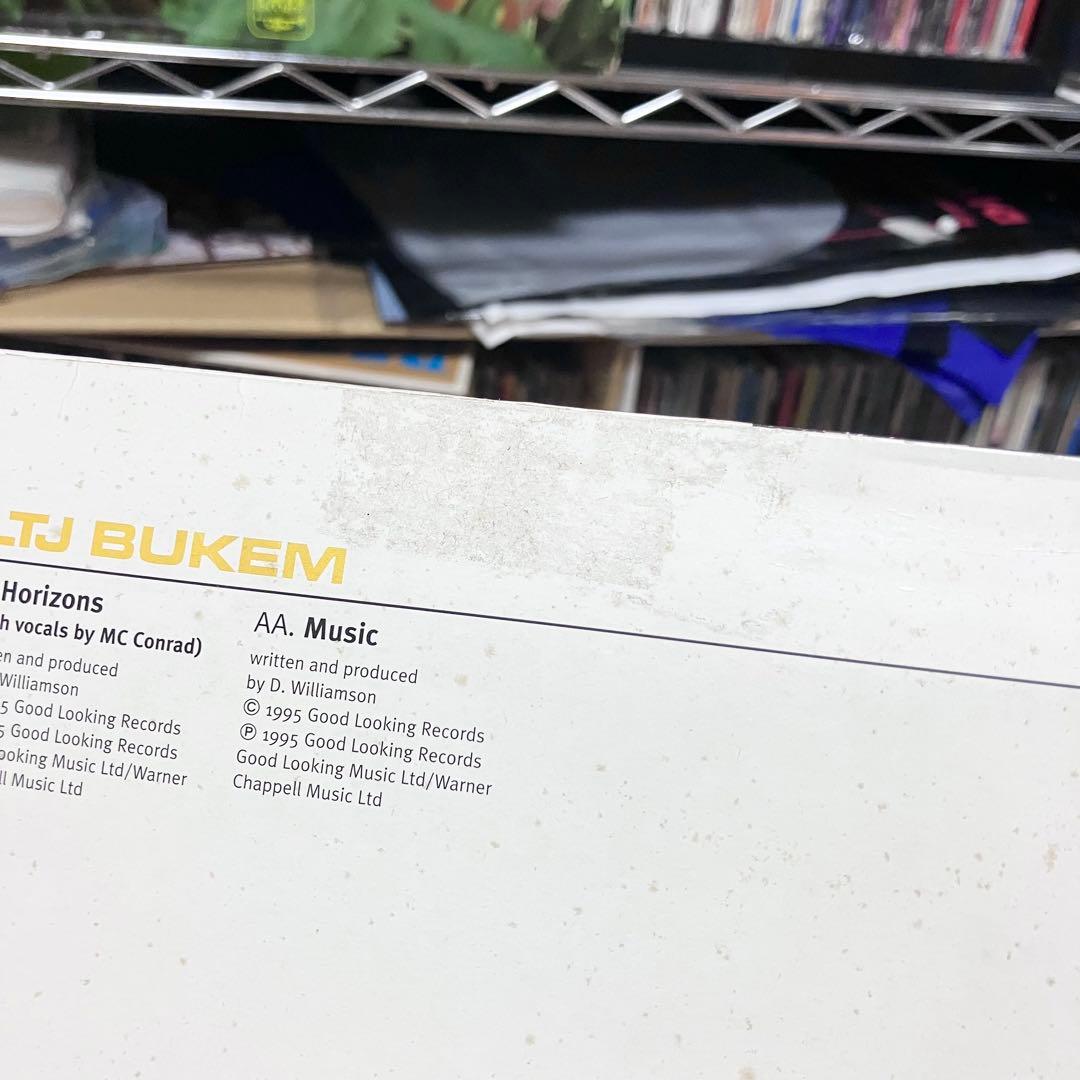 LTJ BUKEM
Horizons
h vocals by MC Conrad)
en and produced
Williamson
5 Good Looking Records
5 Good Looking Records
ooking Music Ltd/Warner
ll Music Ltd
AA. Music
written and produced
by D. Williamson
© 1995 Good Looking Records
℗ 1995 Good Looking Records
Good Looking Music Ltd/Warner
Chappell Music Ltd